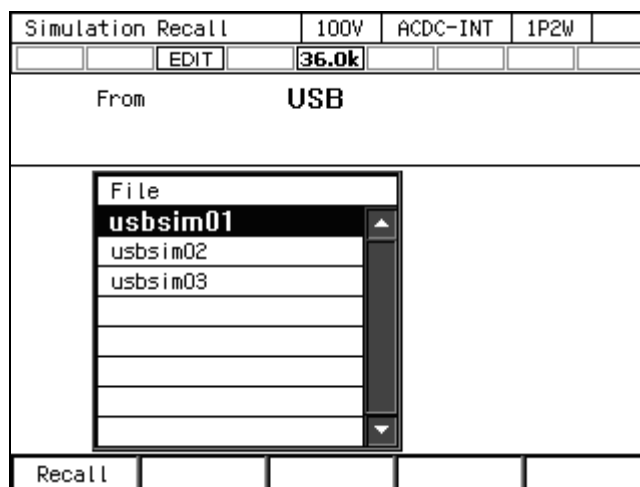 Simulation Recall 100V ACDC-INT 1P2W
EDIT 36.0k
From USB
File
usbsim01
usbsim02
usbsim03
Recall